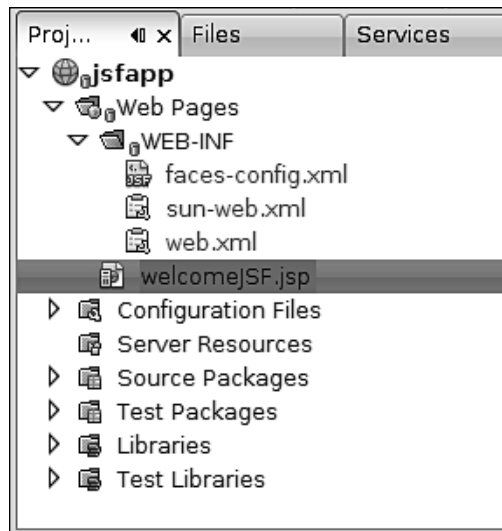 Proj... Files Services
jsfapp
Web Pages
WEB-INF
faces-config.xml
sun-web.xml
web.xml
welcomeJSF.jsp
Configuration Files
Server Resources
Source Packages
Test Packages
Libraries
Test Libraries